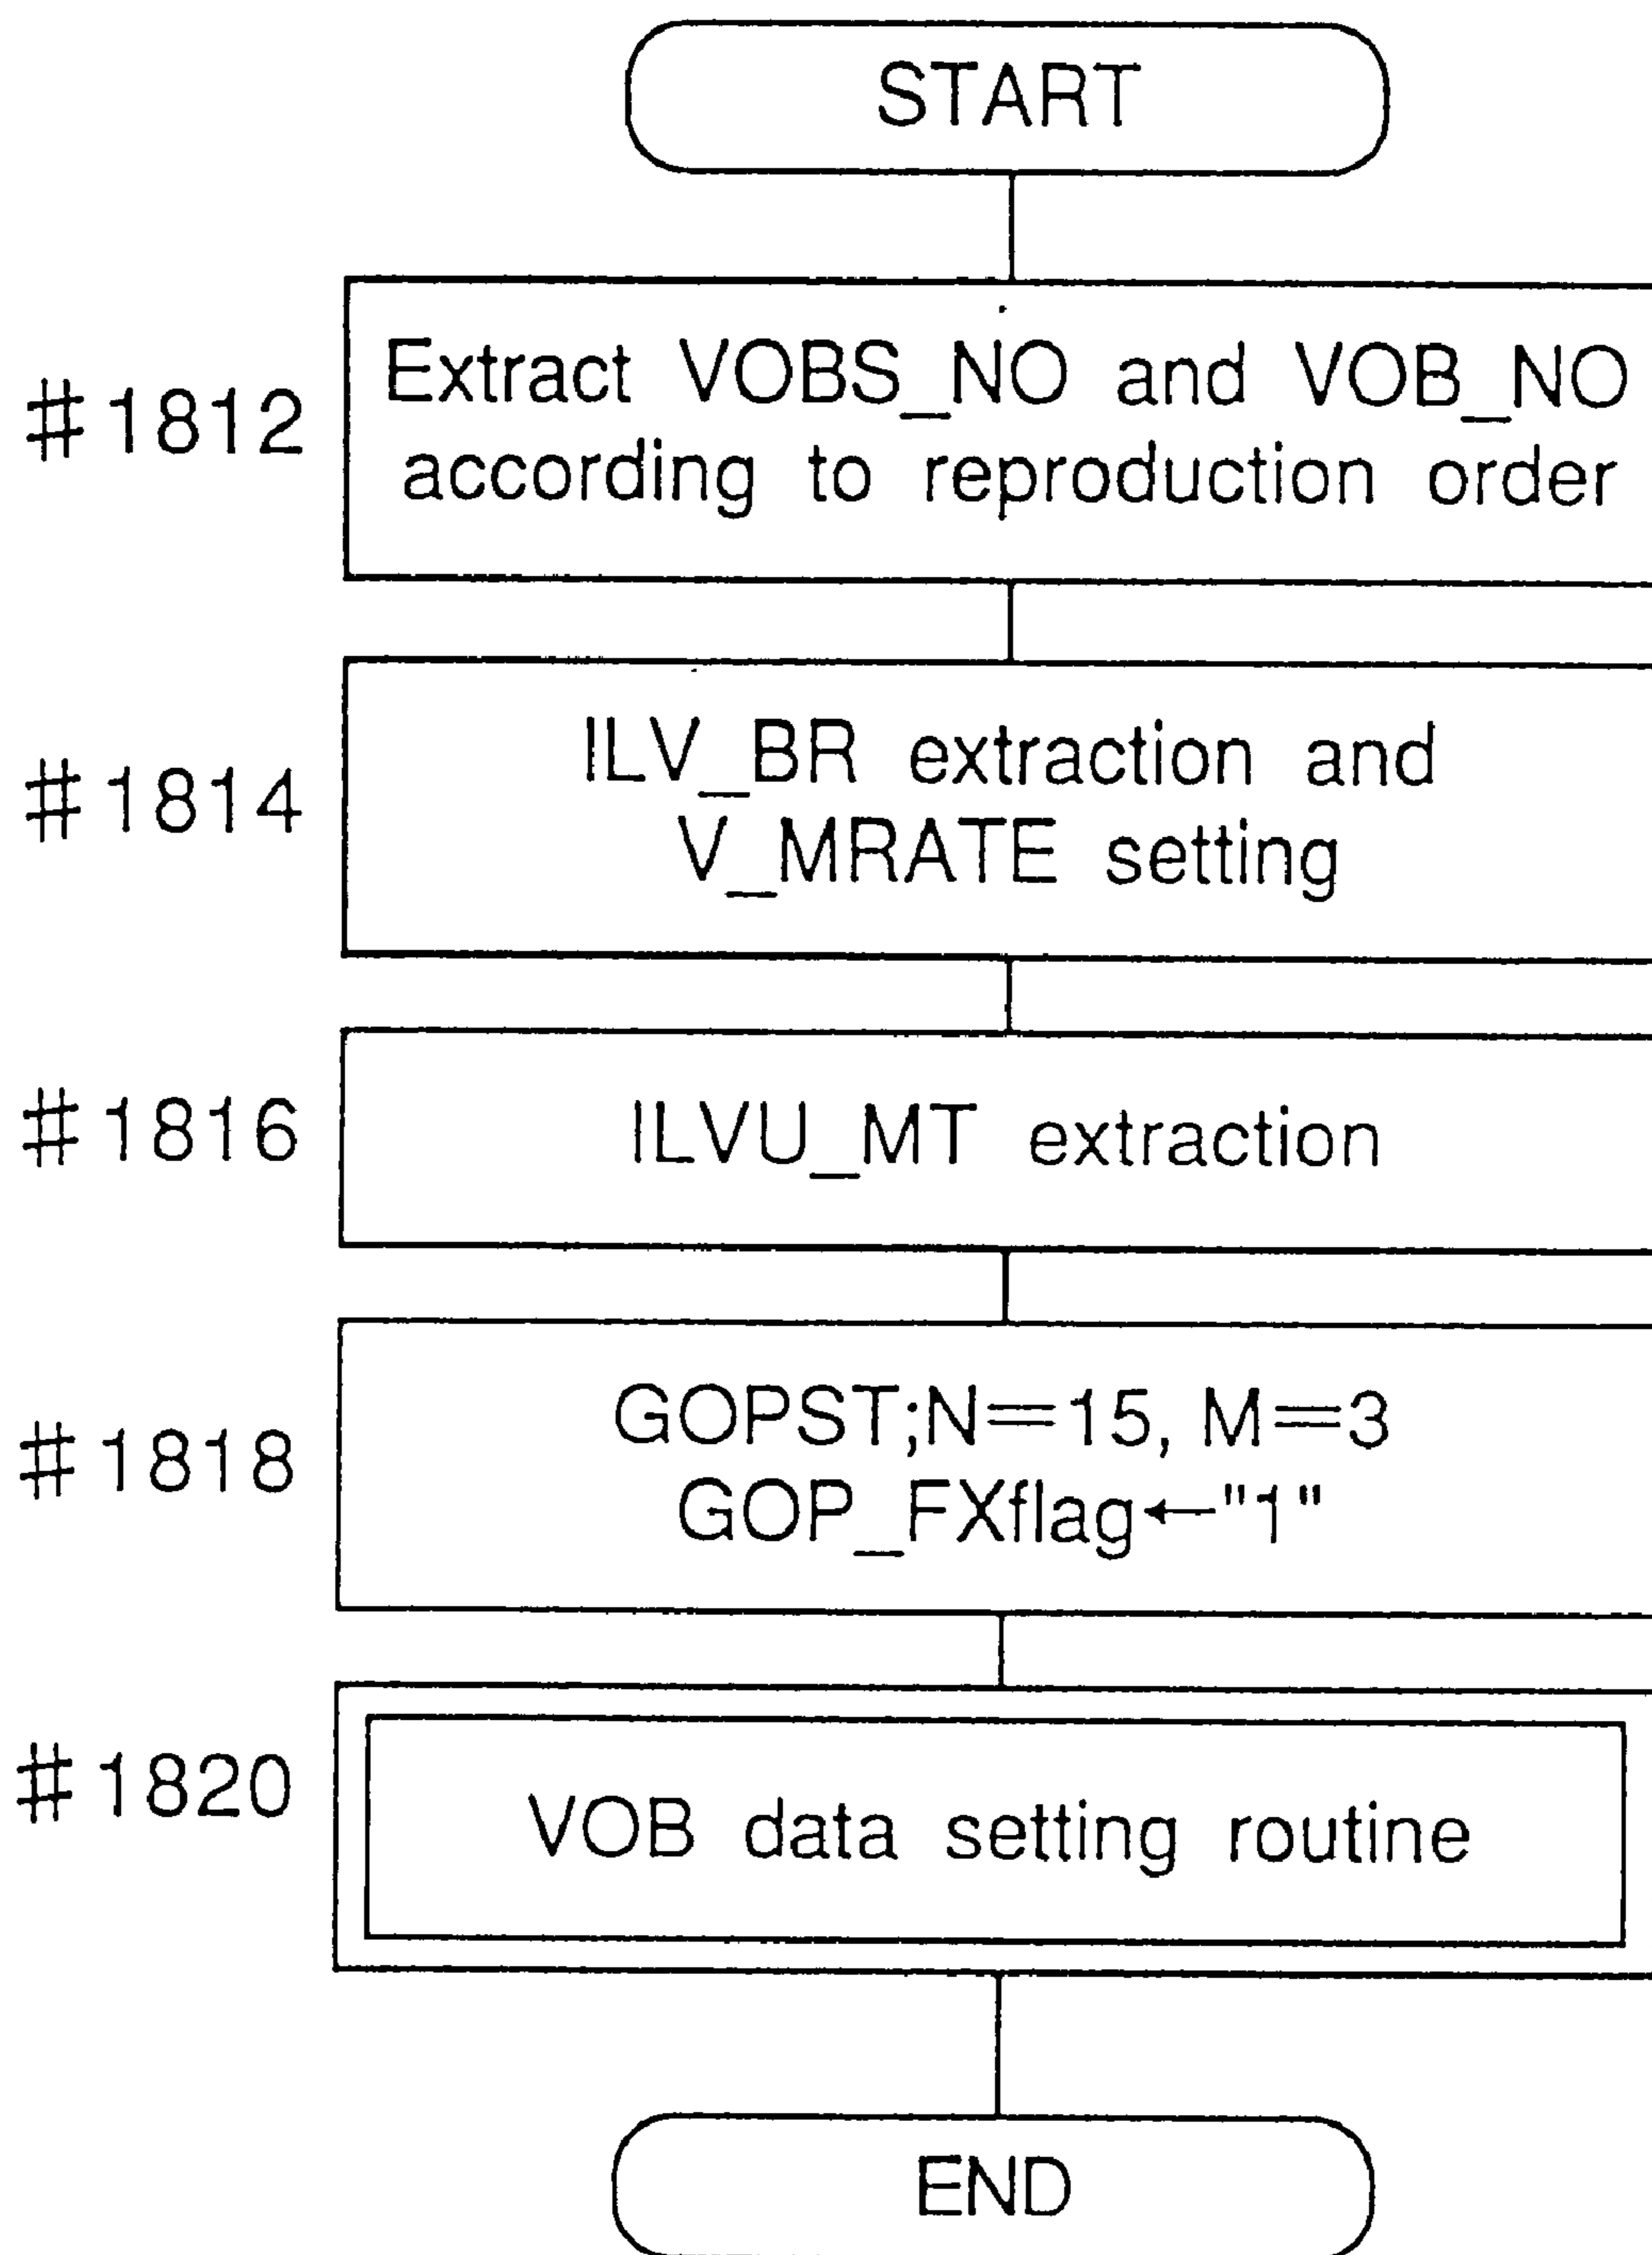 START
#1812
Extract VOBS_NO and VOB_NO
according to reproduction order
#1814
ILV_BR extraction and
V_MRATE setting
#1816
ILVU_MT extraction
#1818
GOPST;N=15, M=3
GOP_FXflag←"1"
#1820
VOB data setting routine
END